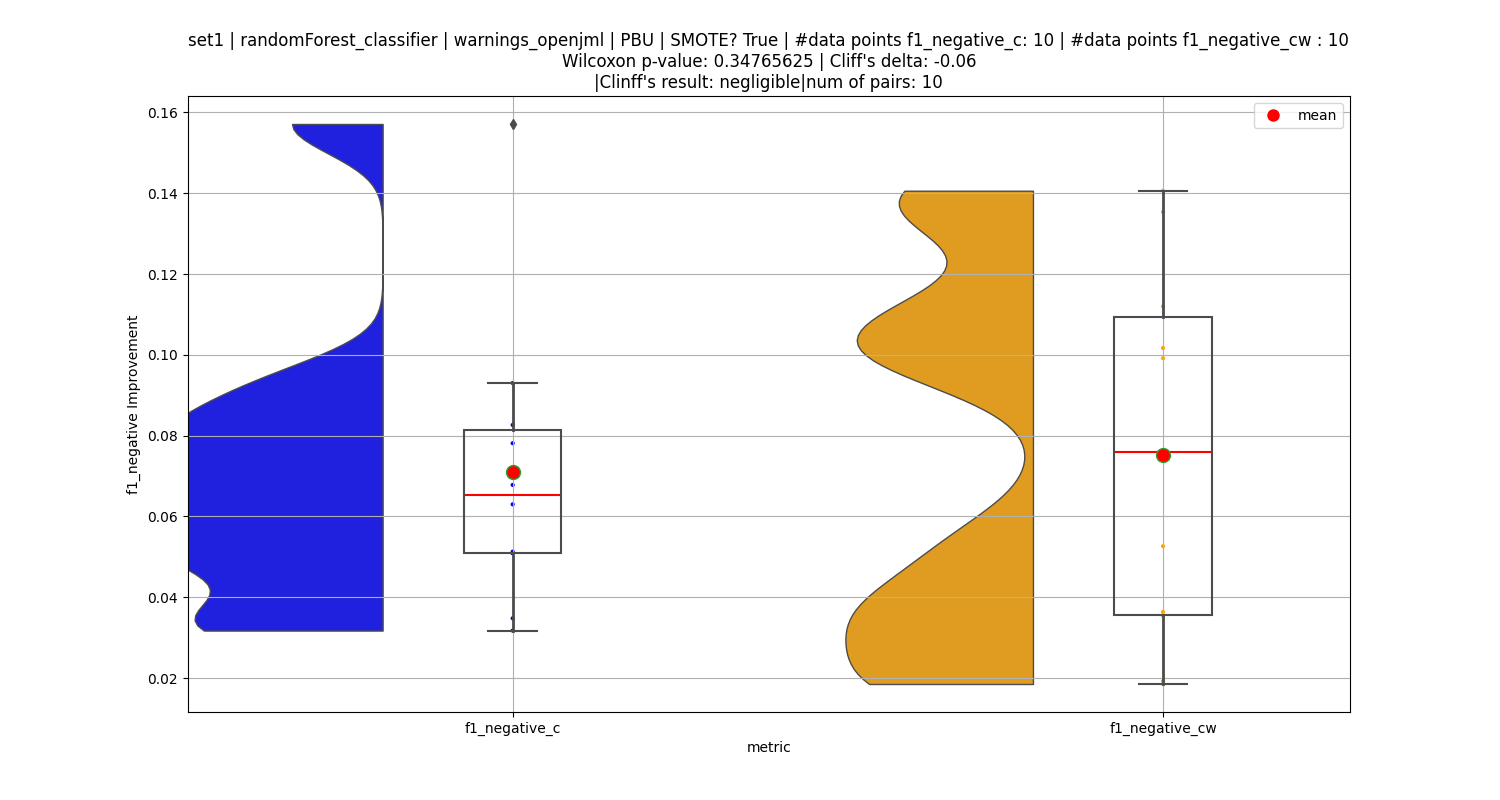 set1 | randomForest_classifier | warnings_openjml | PBU | SMOTE? True | #data points f1_negative_c: 10 | #data points f1_negative_cw : 10
Wilcoxon p-value: 0.34765625 | Cliff's delta: -0.06
|Clinff's result: negligible|num of pairs: 10
mean
0.16
0.14
0.12
0.10
0.08
0.06
0.04
0.02
f1_negative Improvement
f1_negative_c
f1_negative_cw
metric